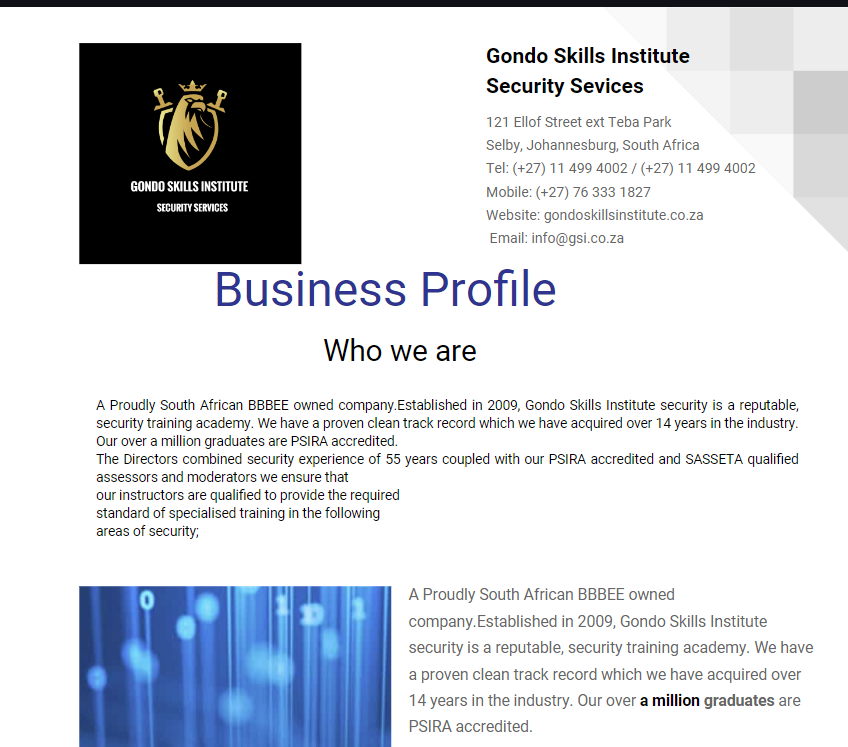 GONDO SKILLS INSTITUTE
SECURITY SERVICES
Gondo Skills Institute
Security Sevices
121 Ellof Street ext Teba Park
Selby, Johannesburg, South Africa
Tel: (+27) 11 499 4002 / (+27) 11 499 4002
Mobile: (+27) 76 333 1827
Website: gondoskillsinstitute.co.za
Email: info@gsi.co.za
Business Profile
Who we are
A Proudly South African BBBEE owned company.Established in 2009, Gondo Skills Institute security is a reputable,
security training academy. We have a proven clean track record which we have acquired over 14 years in the industry.
Our over a million graduates are PSIRA accredited.
The Directors combined security experience of 55 years coupled with our PSIRA accredited and SASSETA qualified
assessors and moderators we ensure that
our instructors are qualified to provide the required
standard of specialised training in the following
areas of security;
0 1 10 1
A Proudly South African BBBEE owned
company.Established in 2009, Gondo Skills Institute
security is a reputable, security training academy. We have
a proven clean track record which we have acquired over
14 years in the industry. Our over a million graduates are
PSIRA accredited.